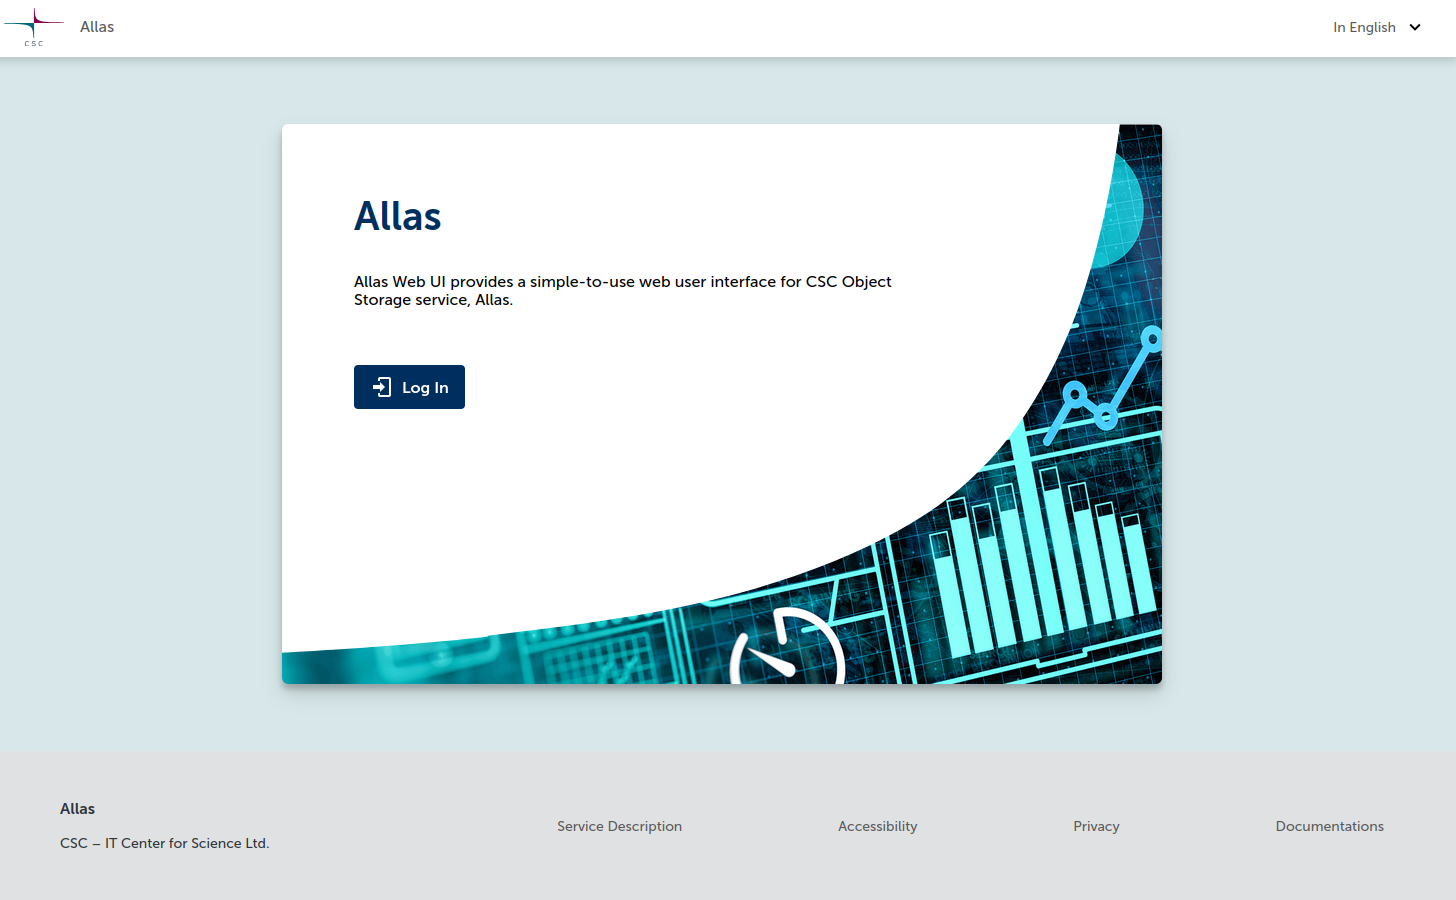 CSC
Allas
In English
Allas
Allas Web UI provides a simple-to-use web user interface for CSC Object
Storage service, Allas.
Log In
Allas
CSC – IT Center for Science Ltd.
Service Description
Accessibility
Privacy
Documentations